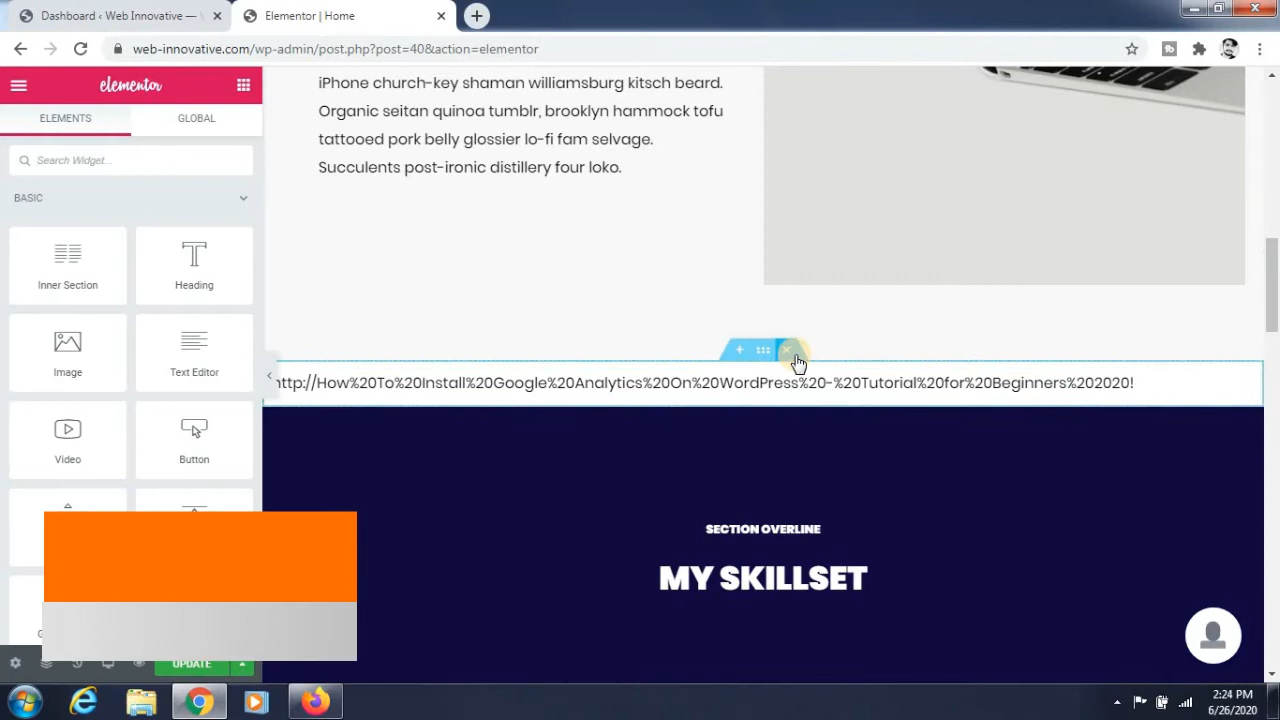 Dashboard ‹ Web Innovative —
Elementor | Home
web-innovative.com/wp-admin/post.php?post=40&action=elementor
elementor
ELEMENTS
GLOBAL
Search Widget...
BASIC
Inner Section
Heading
Image
Text Editor
Video
Button
UPDATE
iPhone church-key shaman williamsburg kitsch beard.
Organic seitan quinoa tumblr, brooklyn hammock tofu
tattooed pork belly glossier lo-fi fam selvage.
Succulents post-ironic distillery four loko.
http://How%20To%20Install%20Google%20Analytics%20On%20WordPress%20-%20Tutorial%20for%20Beginners%202020!
SECTION OVERLINE
MY SKILLSET
2:24 PM
6/26/2020